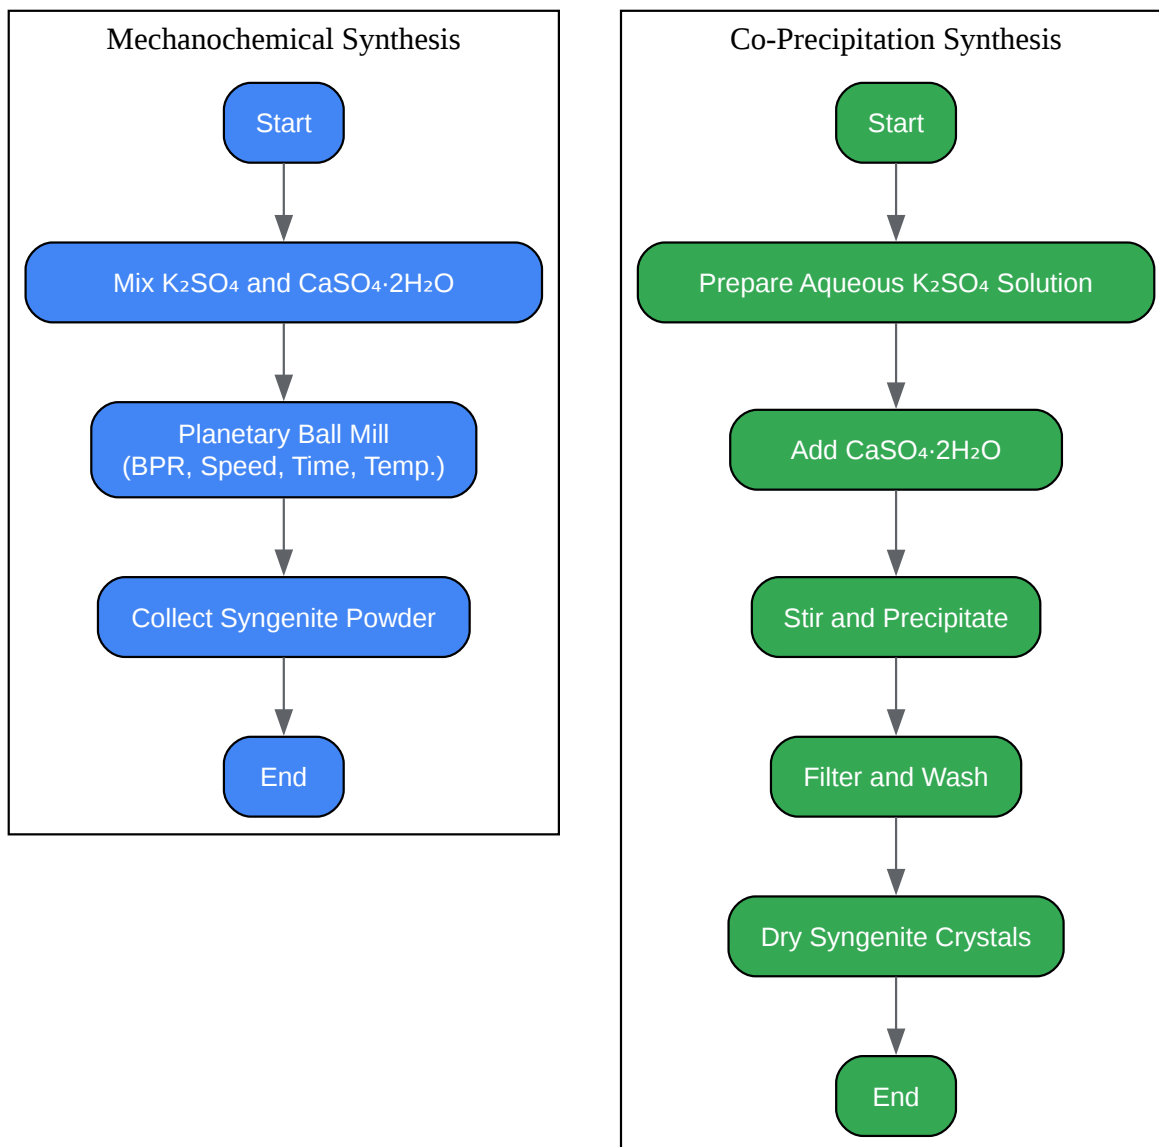 Mechanochemical Synthesis
Start
Mix K₂SO₄ and CaSO₄·2H₂O
Planetary Ball Mill
(BPR, Speed, Time, Temp.)
Collect Syngenite Powder
End
Co-Precipitation Synthesis
Start
Prepare Aqueous K₂SO₄ Solution
Add CaSO₄·2H₂O
Stir and Precipitate
Filter and Wash
Dry Syngenite Crystals
End